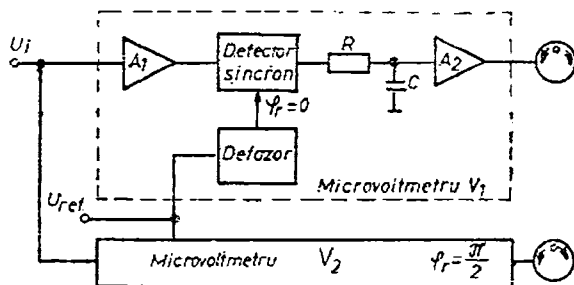 Ui
A1
Detector
sincron
R
C
A2
φr=0
Defazor
Microvoltmetru V1
Uref.
Microvoltmetru V2
φr=π/2